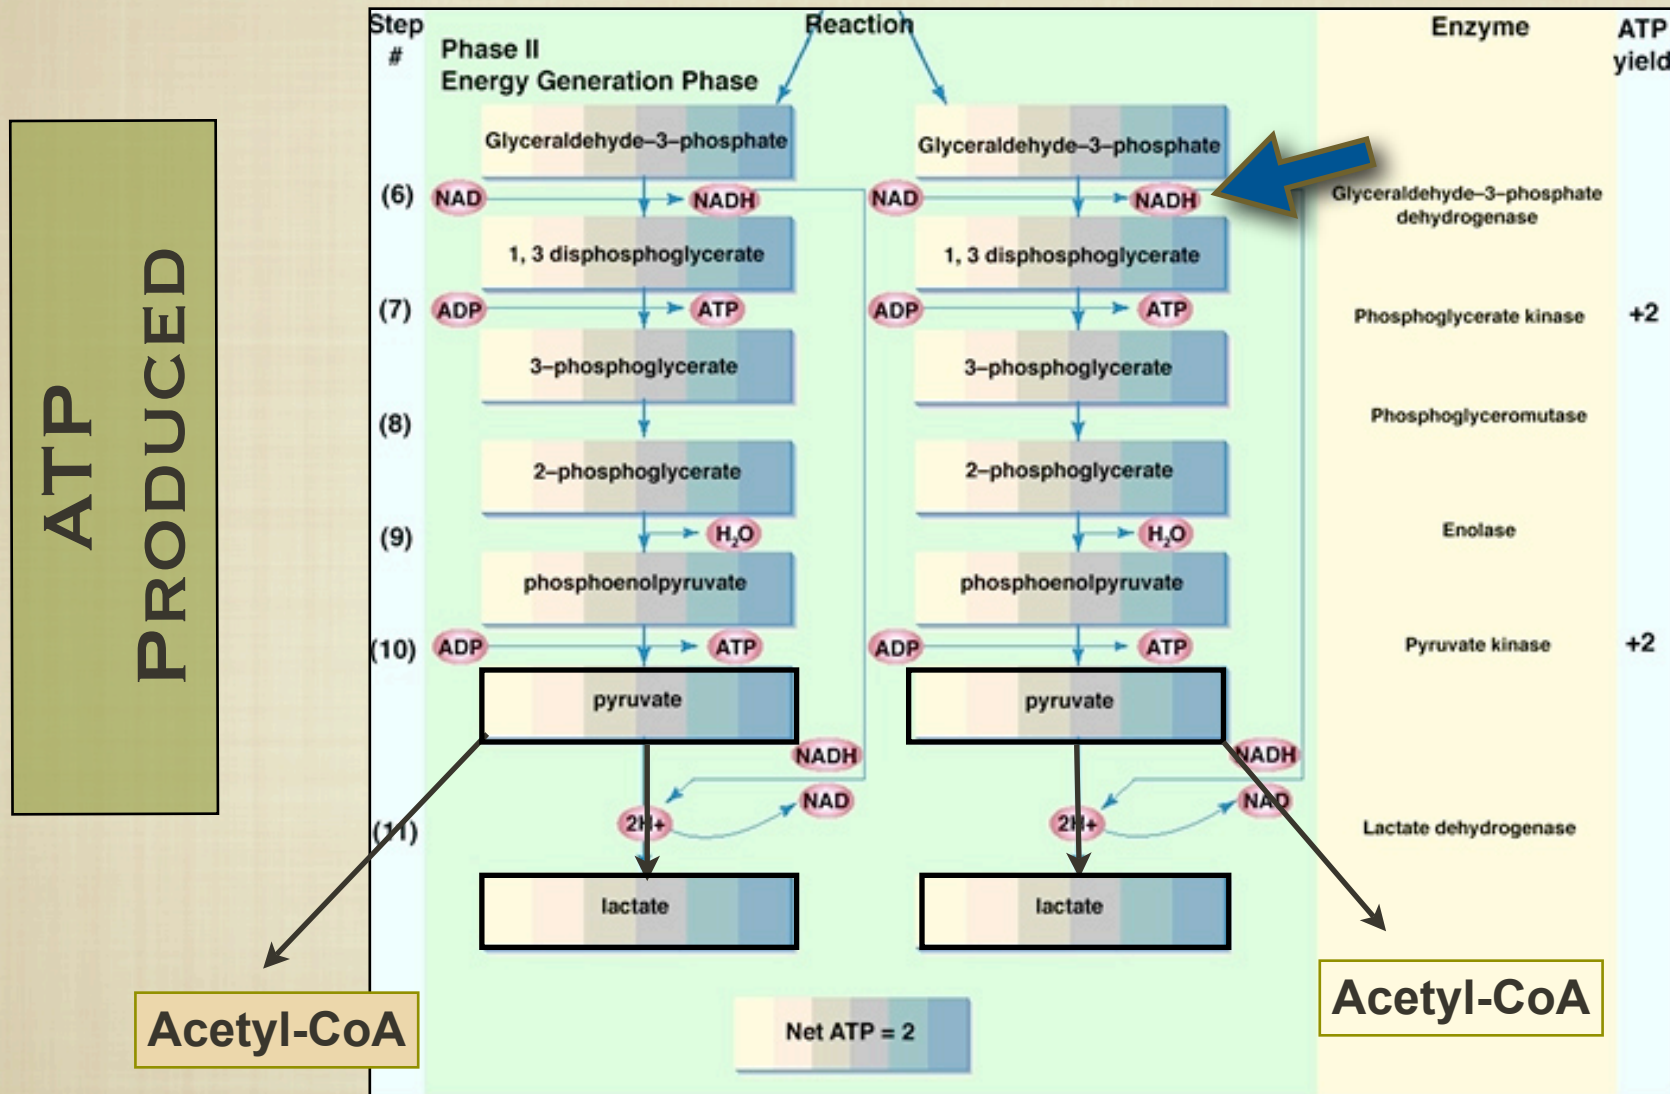 ATP
PRODUCED
Step
#
Reaction
Enzyme
ATP
yield
Phase II
Energy Generation Phase
Glyceraldehyde–3–phosphate
Glyceraldehyde–3–phosphate
(6)
NAD
NADH
NAD
NADH
Glyceraldehyde–3–phosphate
dehydrogenase
1, 3 disphosphoglycerate
1, 3 disphosphoglycerate
(7)
ADP
ATP
ADP
ATP
Phosphoglycerate kinase
+2
3–phosphoglycerate
3–phosphoglycerate
(8)
Phosphoglyceromutase
2–phosphoglycerate
2–phosphoglycerate
(9)
H₂O
H₂O
Enolase
phosphoenolpyruvate
phosphoenolpyruvate
(10)
ADP
ATP
ADP
ATP
Pyruvate kinase
+2
pyruvate
pyruvate
NADH
NADH
NAD
NAD
(11)
2H+
2H+
Lactate dehydrogenase
lactate
lactate
Acetyl-CoA
Acetyl-CoA
Net ATP = 2